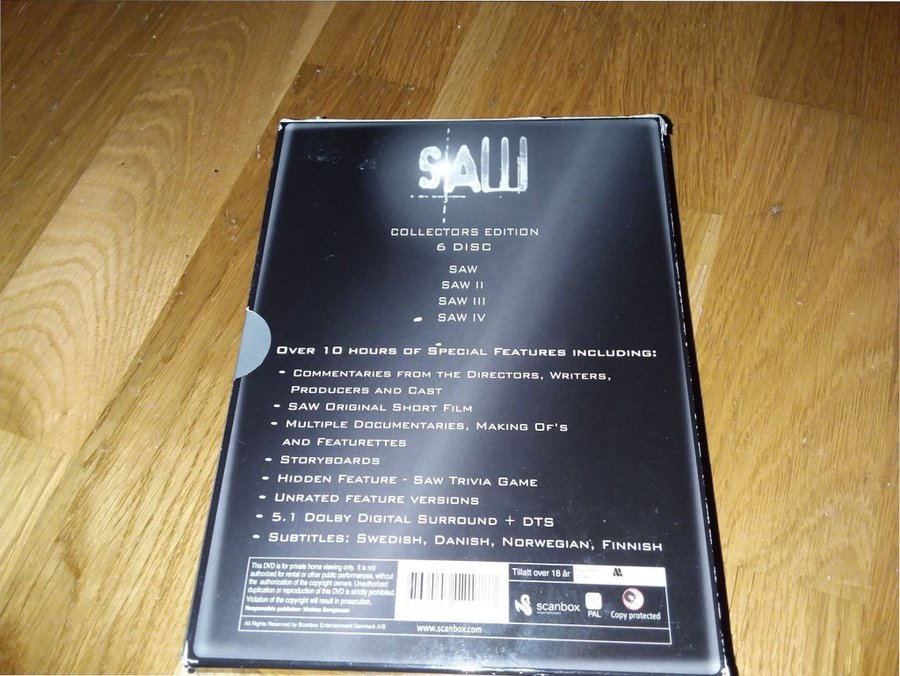 SAW
COLLECTORS EDITION
6 DISC
SAW
SAW II
SAW III
SAW IV
OVER 10 HOURS OF SPECIAL FEATURES INCLUDING:
• COMMENTARIES FROM THE DIRECTORS, WRITERS,
PRODUCERS AND CAST
• SAW ORIGINAL SHORT FILM
• MULTIPLE DOCUMENTARIES, MAKING OF'S
AND FEATURETTES
• STORYBOARDS
• HIDDEN FEATURE - SAW TRIVIA GAME
• UNRATED FEATURE VERSIONS
• 5.1 DOLBY DIGITAL SURROUND + DTS
• SUBTITLES: SWEDISH, DANISH, NORWEGIAN, FINNISH
This DVD is for private home viewing only. It is not
authorized for rental or other public performances, without
the authorization of the copyright owners. Unauthorized
duplication or reproduction of this DVD is strictly prohibited.
Violation of the copyright will result in prosecution.
Responsible publisher:
All Rights Reserved by Scanbox Entertainment Denmark A/S
www.scanbox.com
Tillatt over 18 år
scanbox
entertainment
PAL
Copy protected